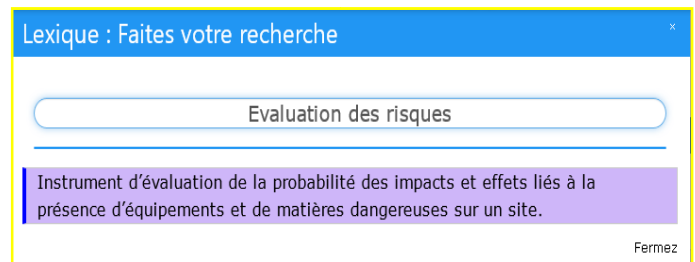 Lexique : Faites votre recherche ×
Evaluation des risques
Instrument d’évaluation de la probabilité des impacts et effets liés à la
présence d’équipements et de matières dangereuses sur un site.
Fermez